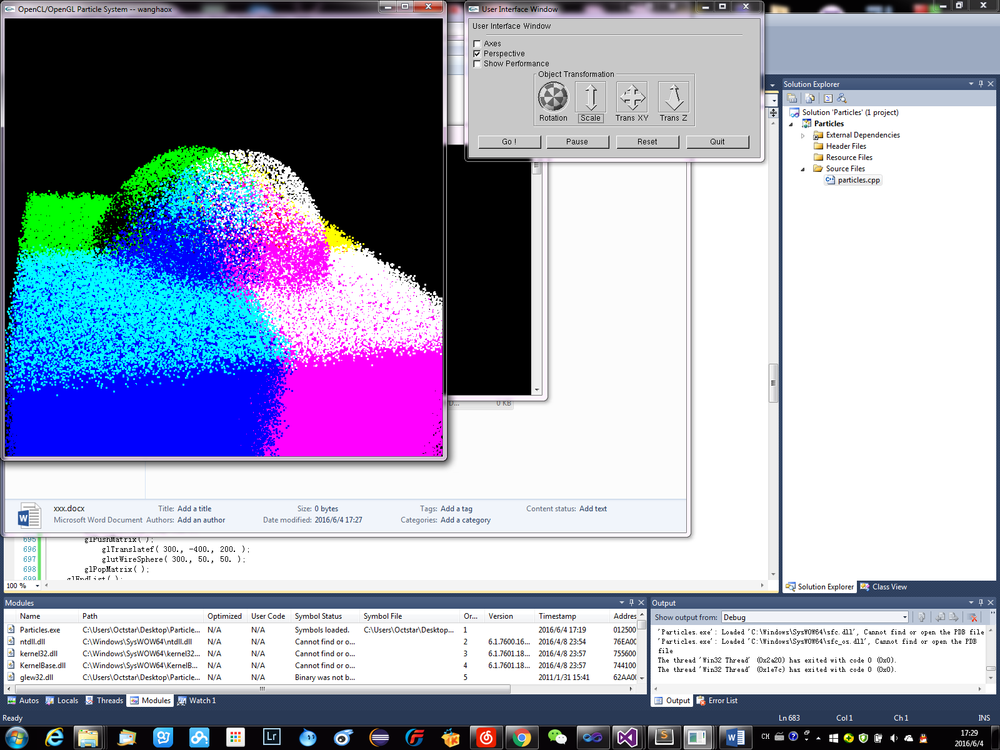 OpenCL/OpenGL Particle System -- wanghaox
User Interface Window
User Interface Window
Axes
Perspective
Show Performance
Object Transformation
Rotation Scale Trans XY Trans Z
Go ! Pause Reset Quit
Solution Explorer
Solution 'Particles' (1 project)
Particles
External Dependencies
Header Files
Resource Files
Source Files
particles.cpp
D... 0 KB
xxx.docx Title: Add a title Size: 0 bytes Tags: Add a tag Content status: Add text
Microsoft Word Document Authors: Add an author Date modified: 2016/6/4 17:27 Categories: Add a category
695 glPushMatrix( );
696 glTranslatef( 300., -400., 200. );
697 glutWireSphere( 300., 50., 50. );
698 glPopMatrix( );
699 glEndList( );
100 %
Solution Explorer Class View
Modules
Name Path Optimized User Code Symbol Status Symbol File Or... Version Timestamp Addres
Particles.exe C:\Users\Octstar\Desktop\Particle... N/A N/A Symbols loaded. C:\Users\Octstar\Desktop... 1 2016/6/4 17:19 012500
ntdll.dll C:\Windows\SysWOW64\ntdll.dll N/A N/A Cannot find or o... 2 6.1.7600.16... 2016/4/8 23:54 76EA00
kernel32.dll C:\Windows\SysWOW64\kernel32... N/A N/A Cannot find or o... 3 6.1.7601.18... 2016/4/8 23:57 755600
KernelBase.dll C:\Windows\SysWOW64\KernelB... N/A N/A Cannot find or o... 4 6.1.7601.18... 2016/4/8 23:57 744100
glew32.dll C:\Users\Octstar\Desktop\Particle... N/A N/A Binary was not b... 5 2011/1/31 15:41 62AA00
Autos Locals Threads Modules Watch 1
Output
Show output from: Debug
'Particles.exe': Loaded 'C:\Windows\SysWOW64\sfc.dll', Cannot find or open the PDB file
'Particles.exe': Loaded 'C:\Windows\SysWOW64\sfc_os.dll', Cannot find or open the PDB
file
The thread 'Win32 Thread' (0x2a20) has exited with code 0 (0x0).
The thread 'Win32 Thread' (0x1e7c) has exited with code 0 (0x0).
Output Error List
Ready Ln 683 Col 1 Ch 1 INS
Lr
CH
17:29
2016/6/4